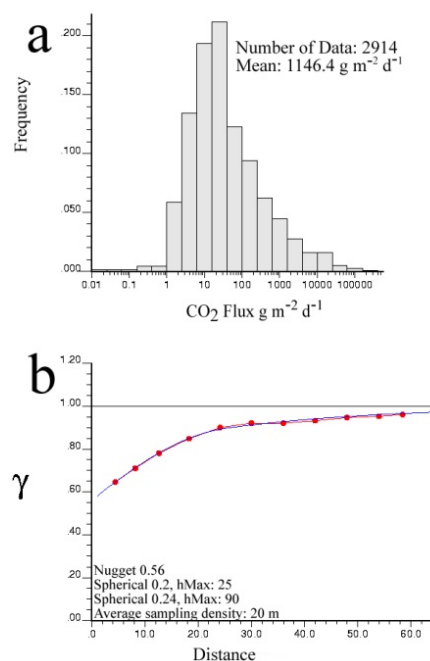 a
Number of Data: 2914
Mean: 1146.4 g m⁻² d⁻¹
Frequency
.200
.150
.100
.050
.000
0.01 0.1 1.0 10 100 1000 10000 100000
CO₂ Flux g m⁻² d⁻¹
b
γ
1.20
1.00
.80
.60
.40
.20
.00
Nugget 0.56
Spherical 0.2, hMax: 25
Spherical 0.24, hMax: 90
Average sampling density: 20 m
.0 10.0 20.0 30.0 40.0 50.0 60.0
Distance